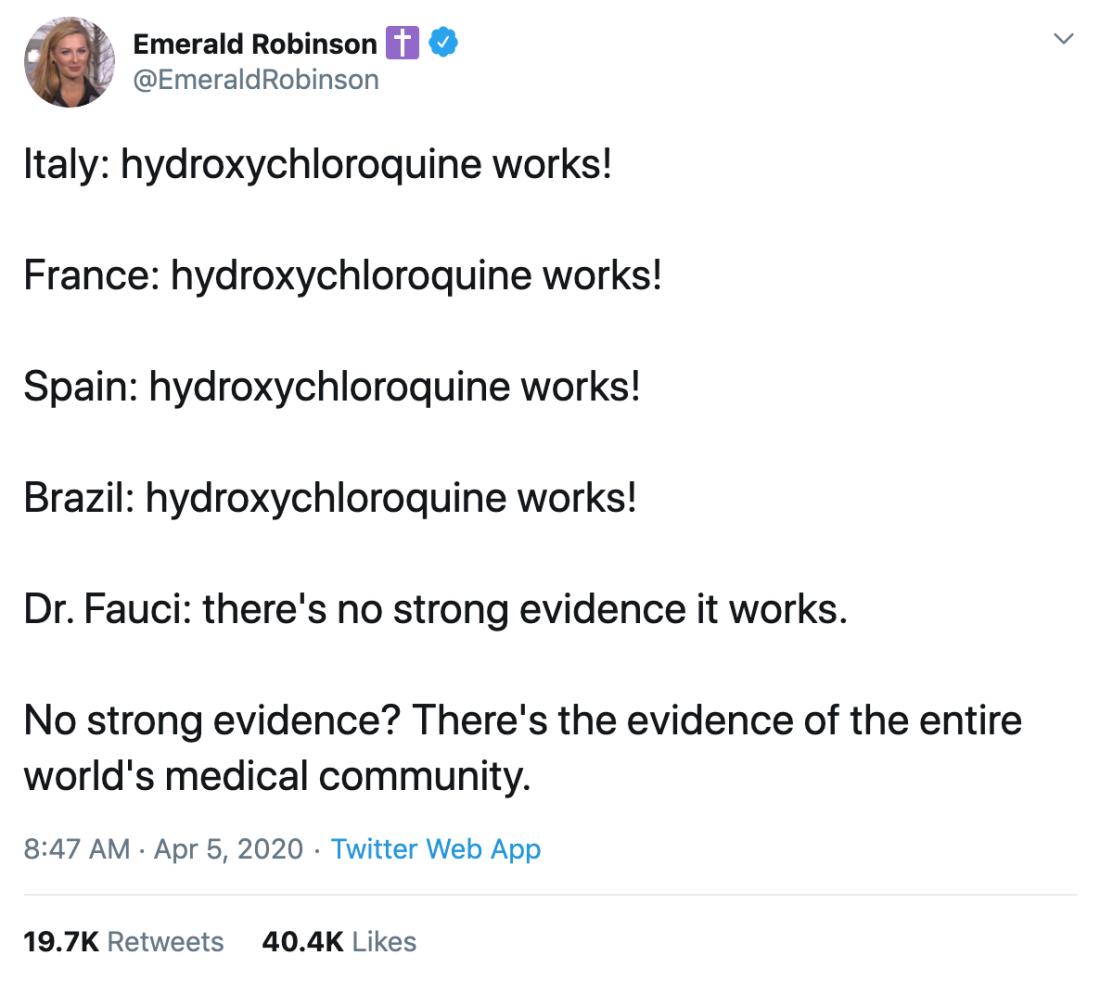 Emerald Robinson ✝️
@EmeraldRobinson
Italy: hydroxychloroquine works!
France: hydroxychloroquine works!
Spain: hydroxychloroquine works!
Brazil: hydroxychloroquine works!
Dr. Fauci: there's no strong evidence it works.
No strong evidence? There's the evidence of the entire
world's medical community.
8:47 AM · Apr 5, 2020 · Twitter Web App
19.7K Retweets 40.4K Likes